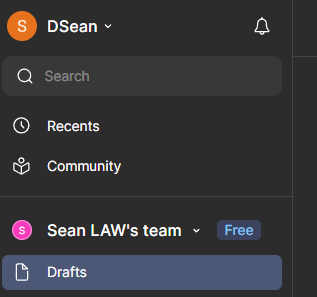 S DSean
Search
Recents
Community
S Sean LAW's team Free
Drafts